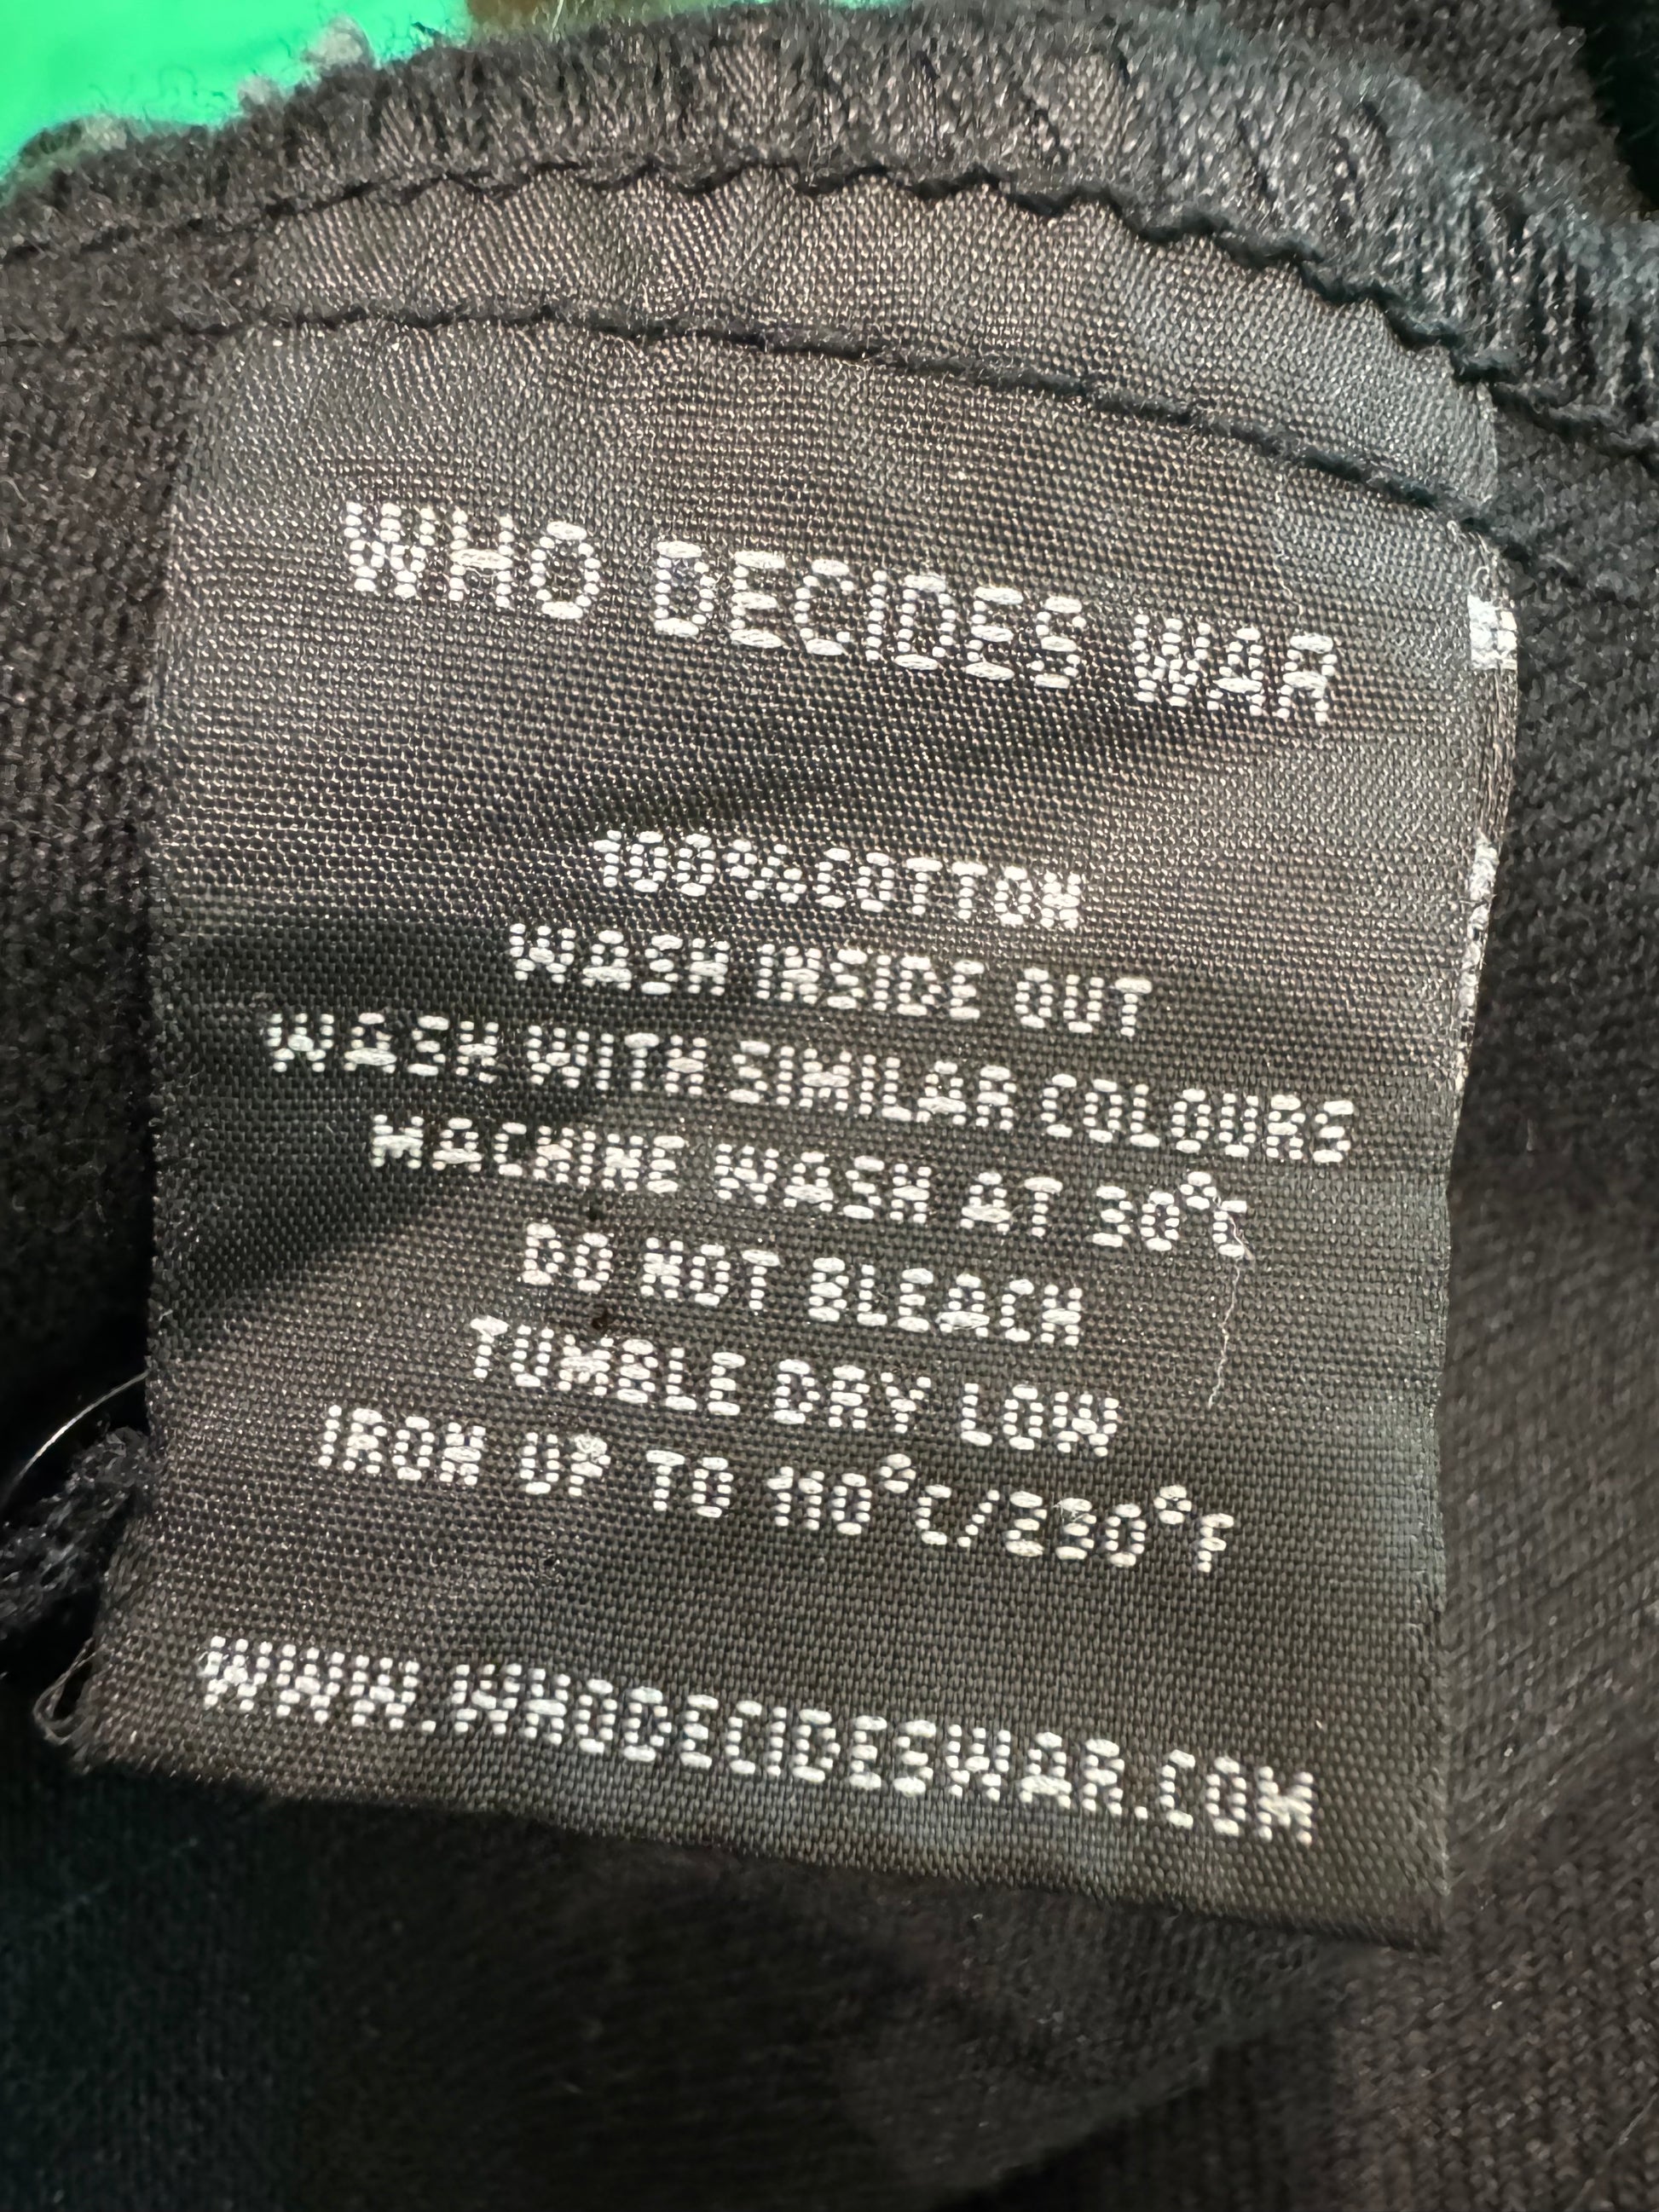 WHO DECIDES WAR
100% COTTON
WASH INSIDE OUT
WASH WITH SIMILAR COLOURS
MACHINE WASH AT 30°C
DO NOT BLEACH
TUMBLE DRY LOW
IRON UP TO 110°C/230°F
WWW.WHODECIDESWAR.COM